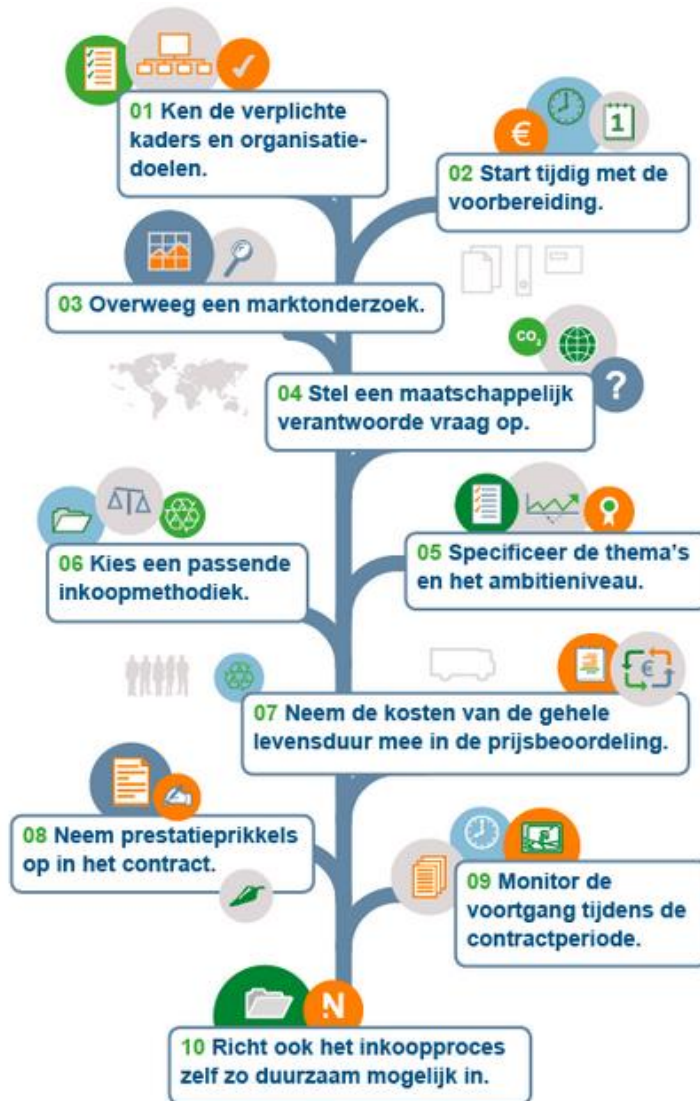 01 Ken de verplichte
kaders en organisatie-
doelen.
€
1
02 Start tijdig met de
voorbereiding.
03 Overweeg een marktonderzoek.
CO₂
?
04 Stel een maatschappelijk
verantwoorde vraag op.
05 Specificeer de thema's
en het ambitieniveau.
06 Kies een passende
inkoopmethodiek.
€
07 Neem de kosten van de gehele
levensduur mee in de prijsbeoordeling.
08 Neem prestatieprikkels
op in het contract.
09 Monitor de
voortgang tijdens de
contractperiode.
N
10 Richt ook het inkoopproces
zelf zo duurzaam mogelijk in.